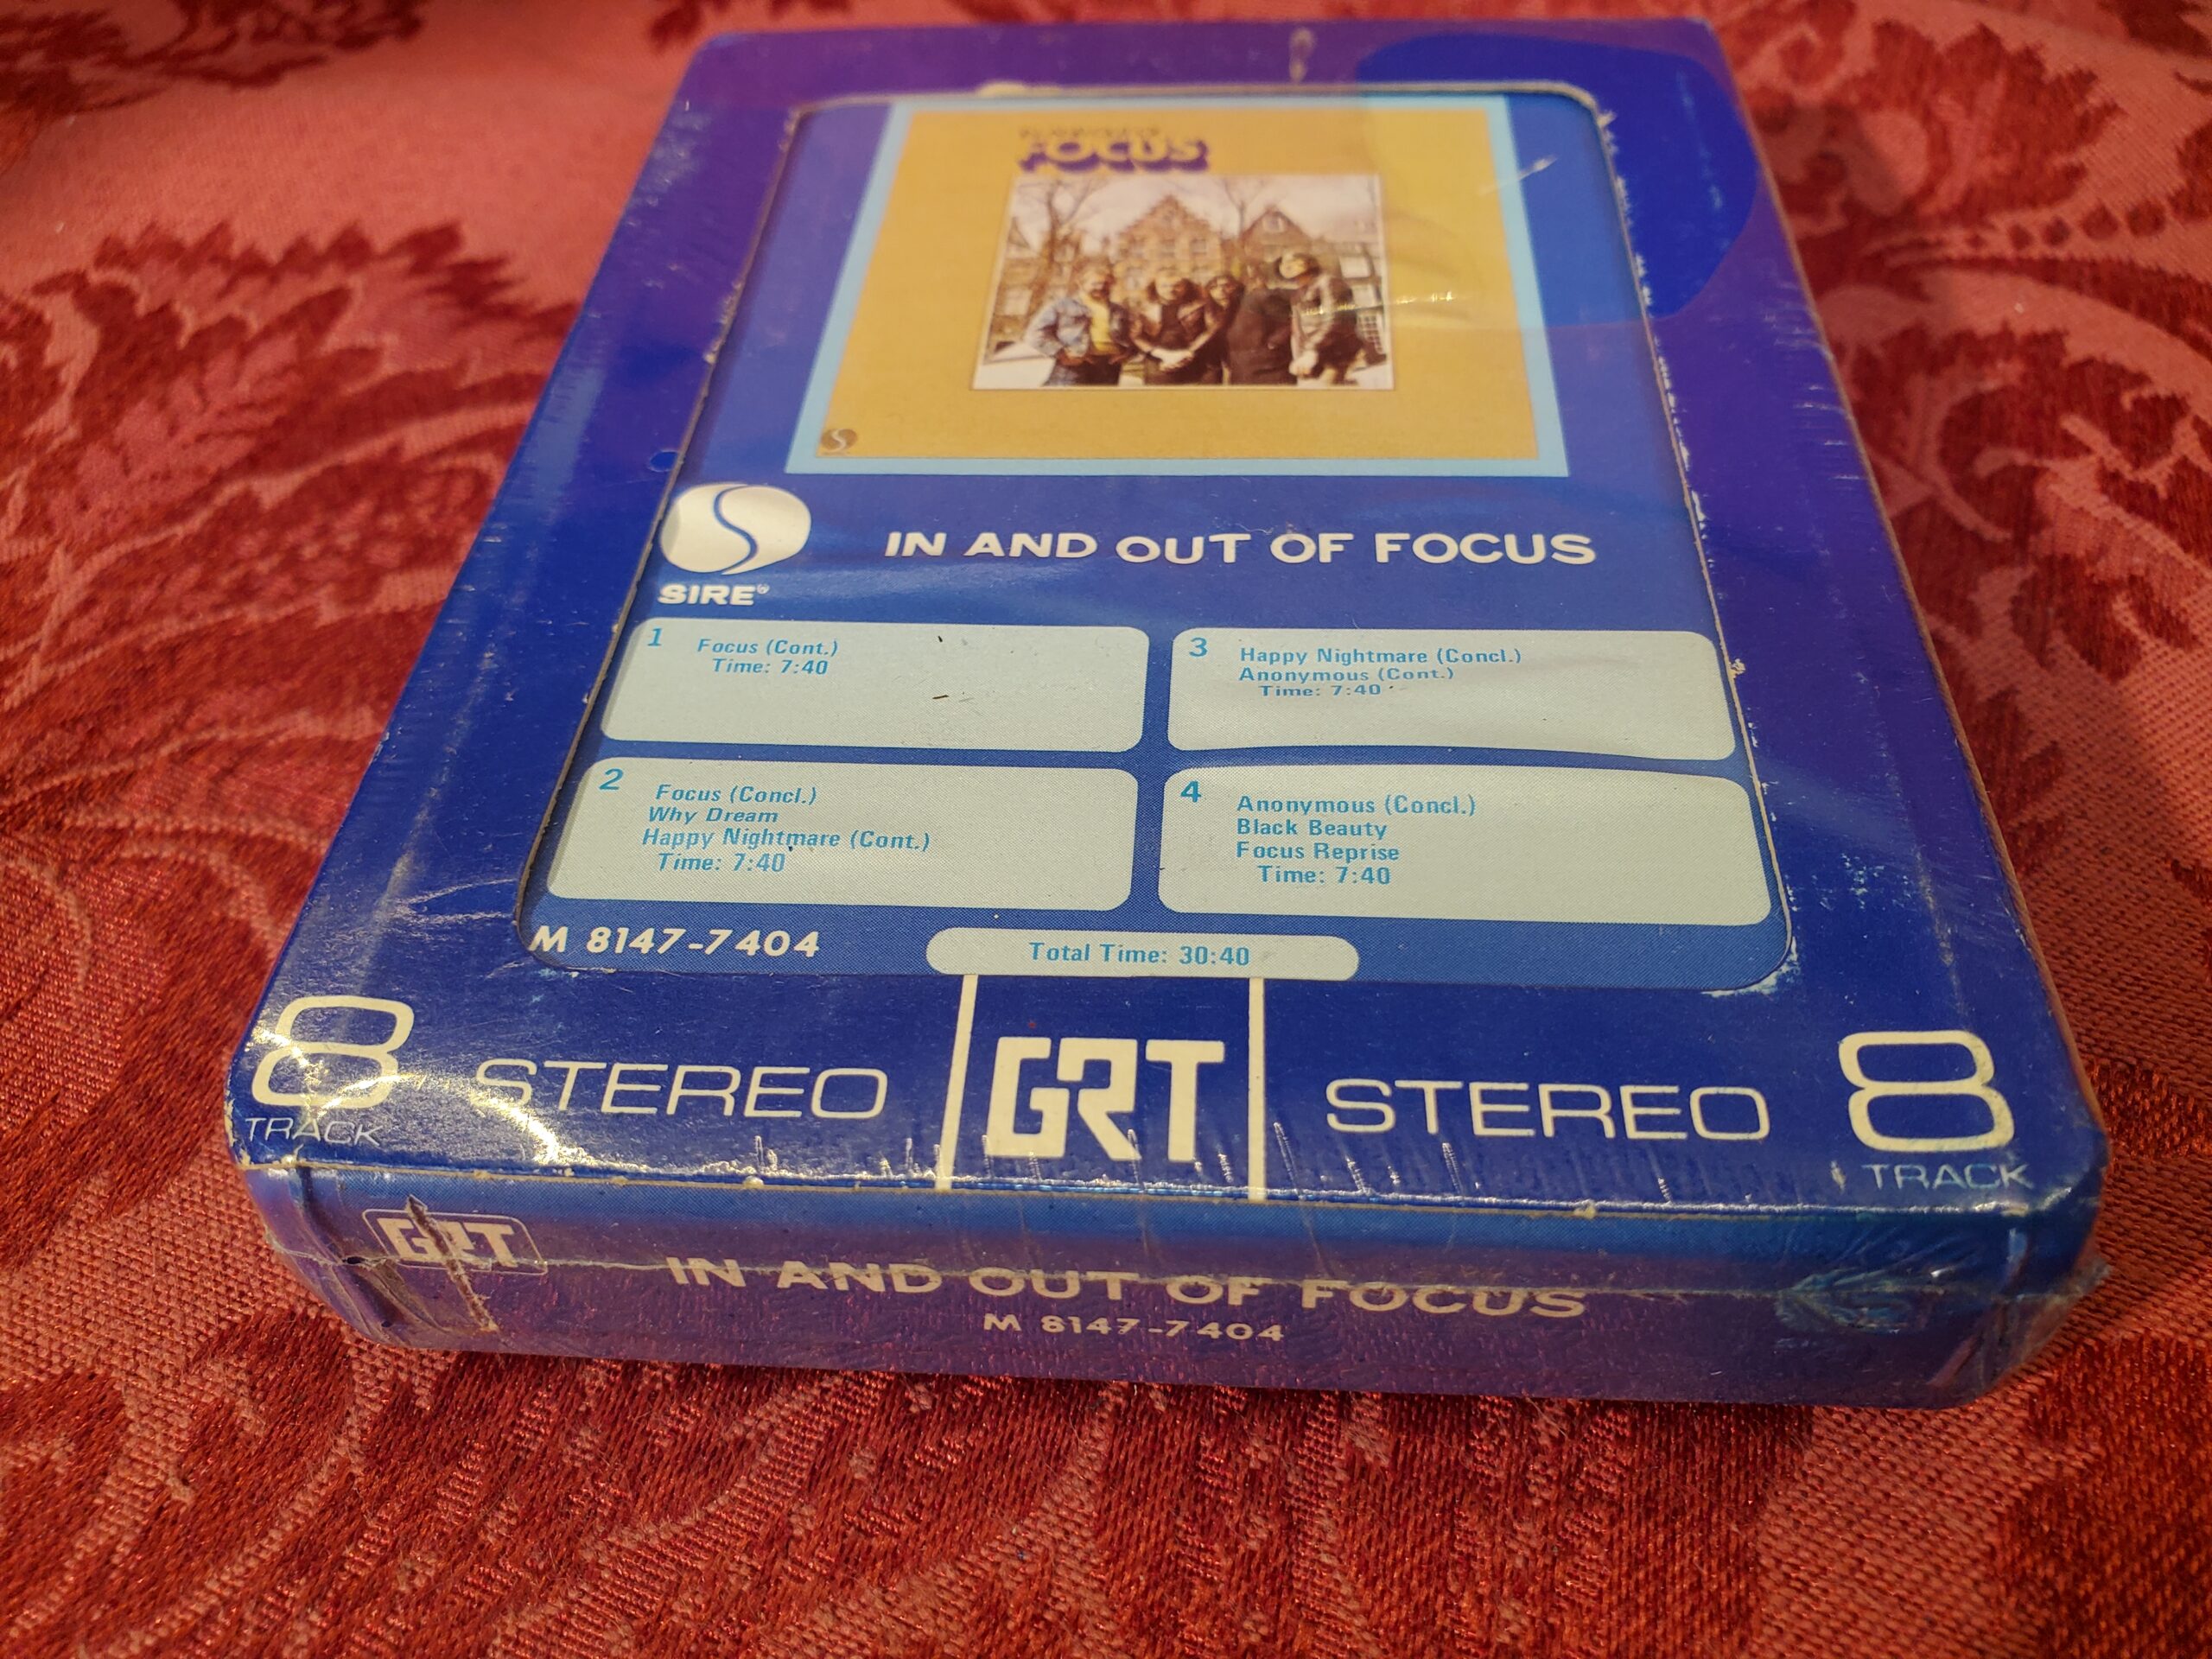 FOCUS
SIRE®
IN AND OUT OF FOCUS
1 Focus (Cont.)
Time: 7:40
2 Focus (Concl.)
Why Dream
Happy Nightmare (Cont.)
Time: 7:40
3 Happy Nightmare (Concl.)
Anonymous (Cont.)
Time: 7:40
4 Anonymous (Concl.)
Black Beauty
Focus Reprise
Time: 7:40
M 8147-7404
Total Time: 30:40
8 TRACK STEREO GRT STEREO 8 TRACK
GRT IN AND OUT OF FOCUS
M 8147-7404